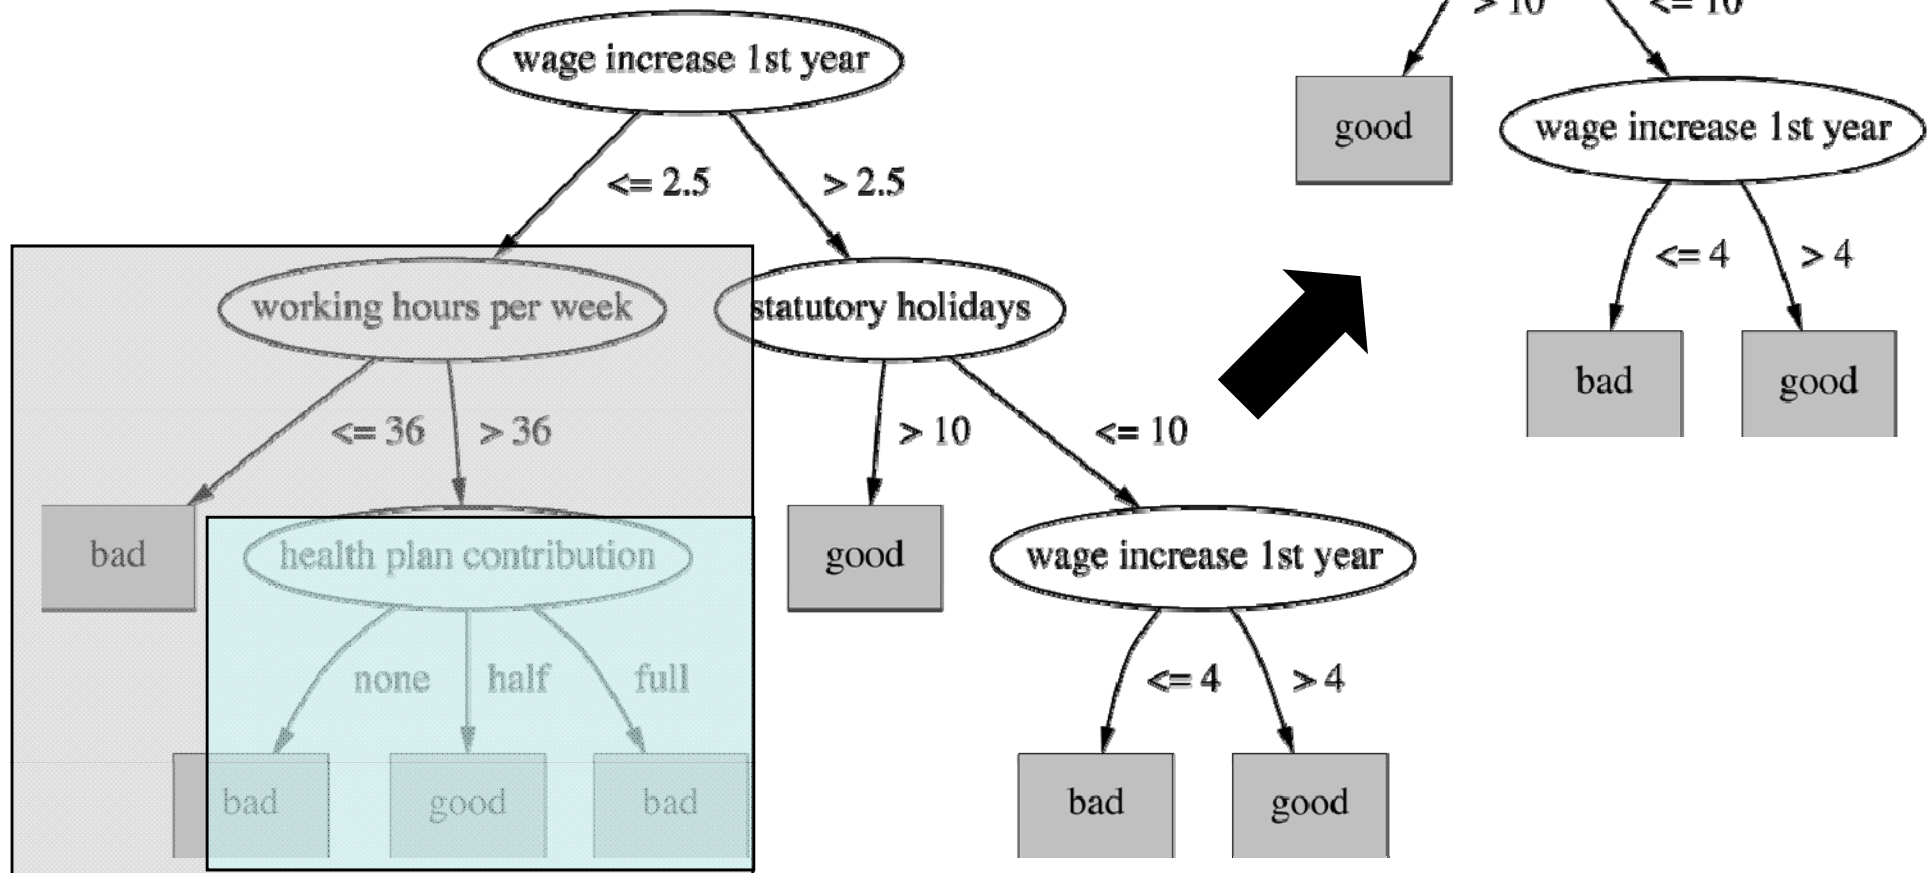 wage increase 1st year
<= 2.5
> 2.5
working hours per week
statutory holidays
<= 36
> 36
> 10
<= 10
bad
health plan contribution
good
wage increase 1st year
none
half
full
<= 4
> 4
bad
good
bad
bad
good
> 10
<= 10
good
wage increase 1st year
<= 4
> 4
bad
good